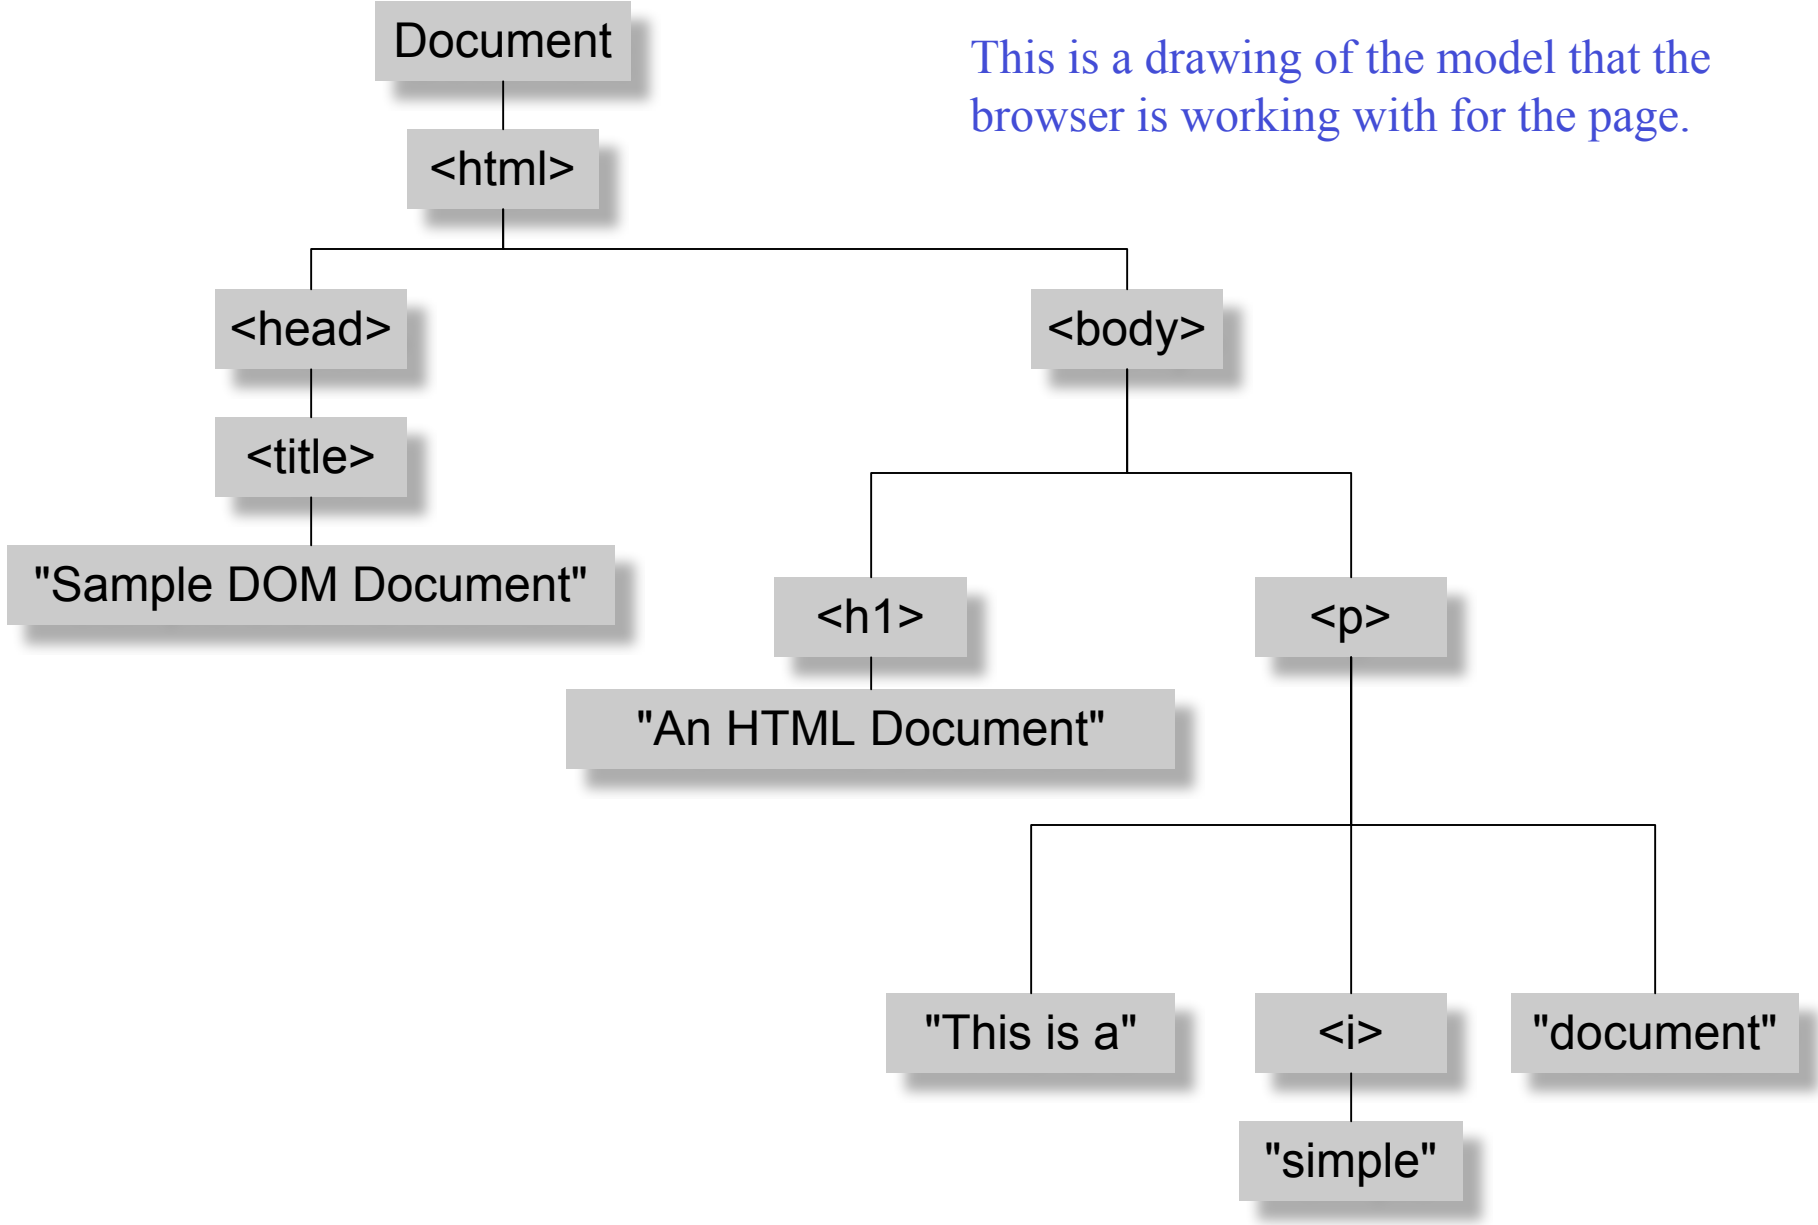 Document
This is a drawing of the model that the
browser is working with for the page.
<html>
<head>
<body>
<title>
"Sample DOM Document"
<h1>
<p>
"An HTML Document"
"This is a"
<i>
"document"
"simple"